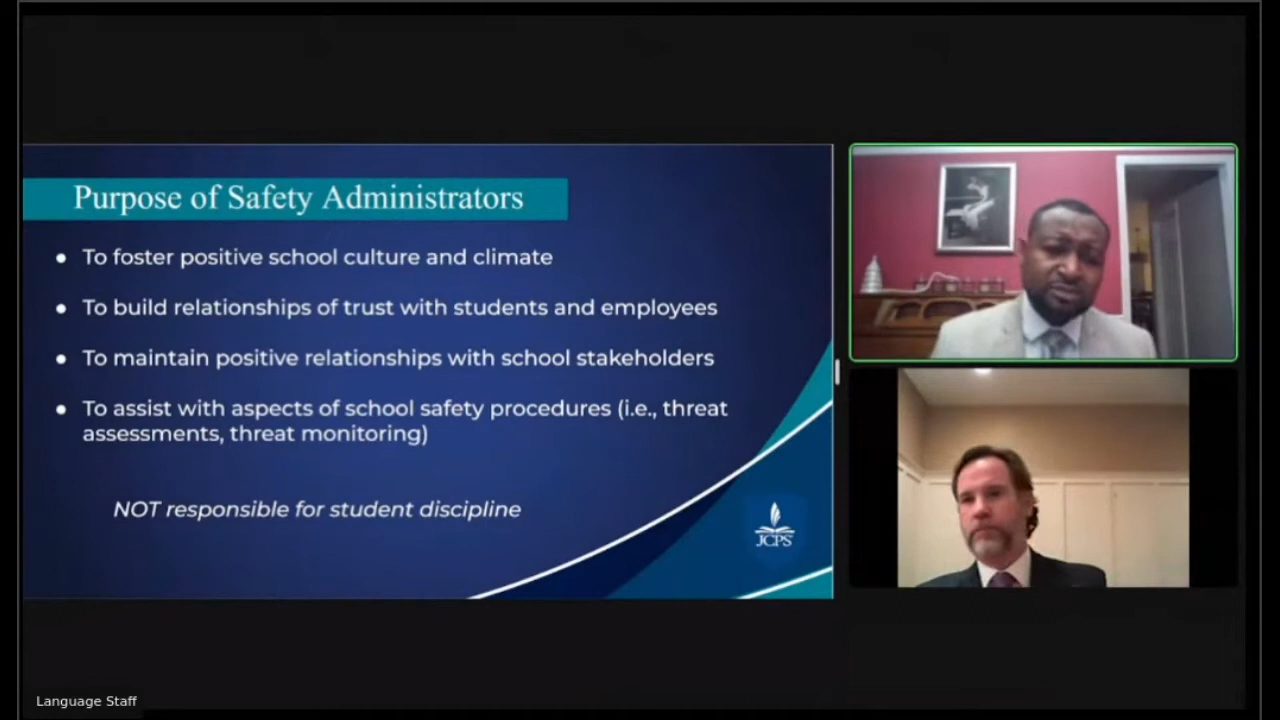 Purpose of Safety Administrators
To foster positive school culture and climate
To build relationships of trust with students and employees
To maintain positive relationships with school stakeholders
To assist with aspects of school safety procedures (i.e., threat
assessments, threat monitoring)
NOT responsible for student discipline
JCPS
Language Staff